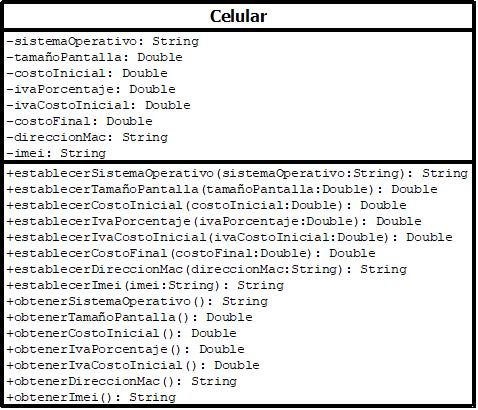 Celular
-sistemaOperativo: String
-tamañoPantalla: Double
-costoInicial: Double
-ivaPorcentaje: Double
-ivaCostoInicial: Double
-costoFinal: Double
-direccionMac: String
-imei: String
+establecerSistemaOperativo(sistemaOperativo:String): String
+establecerTamañoPantalla(tamañoPantalla:Double): Double
+establecerCostoInicial(costoInicial:Double): Double
+establecerIvaPorcentaje(ivaPorcentaje:Double): Double
+establecerIvaCostoInicial(ivaCostoInicial:Double): Double
+establecerCostoFinal(costoFinal:Double): Double
+establecerDireccionMac(direccionMac:String): String
+establecerImei(imei:String): String
+obtenerSistemaOperativo(): String
+obtenerTamañoPantalla(): Double
+obtenerCostoInicial(): Double
+obtenerIvaPorcentaje(): Double
+obtenerIvaCostoInicial(): Double
+obtenerDireccionMac(): String
+obtenerImei(): String